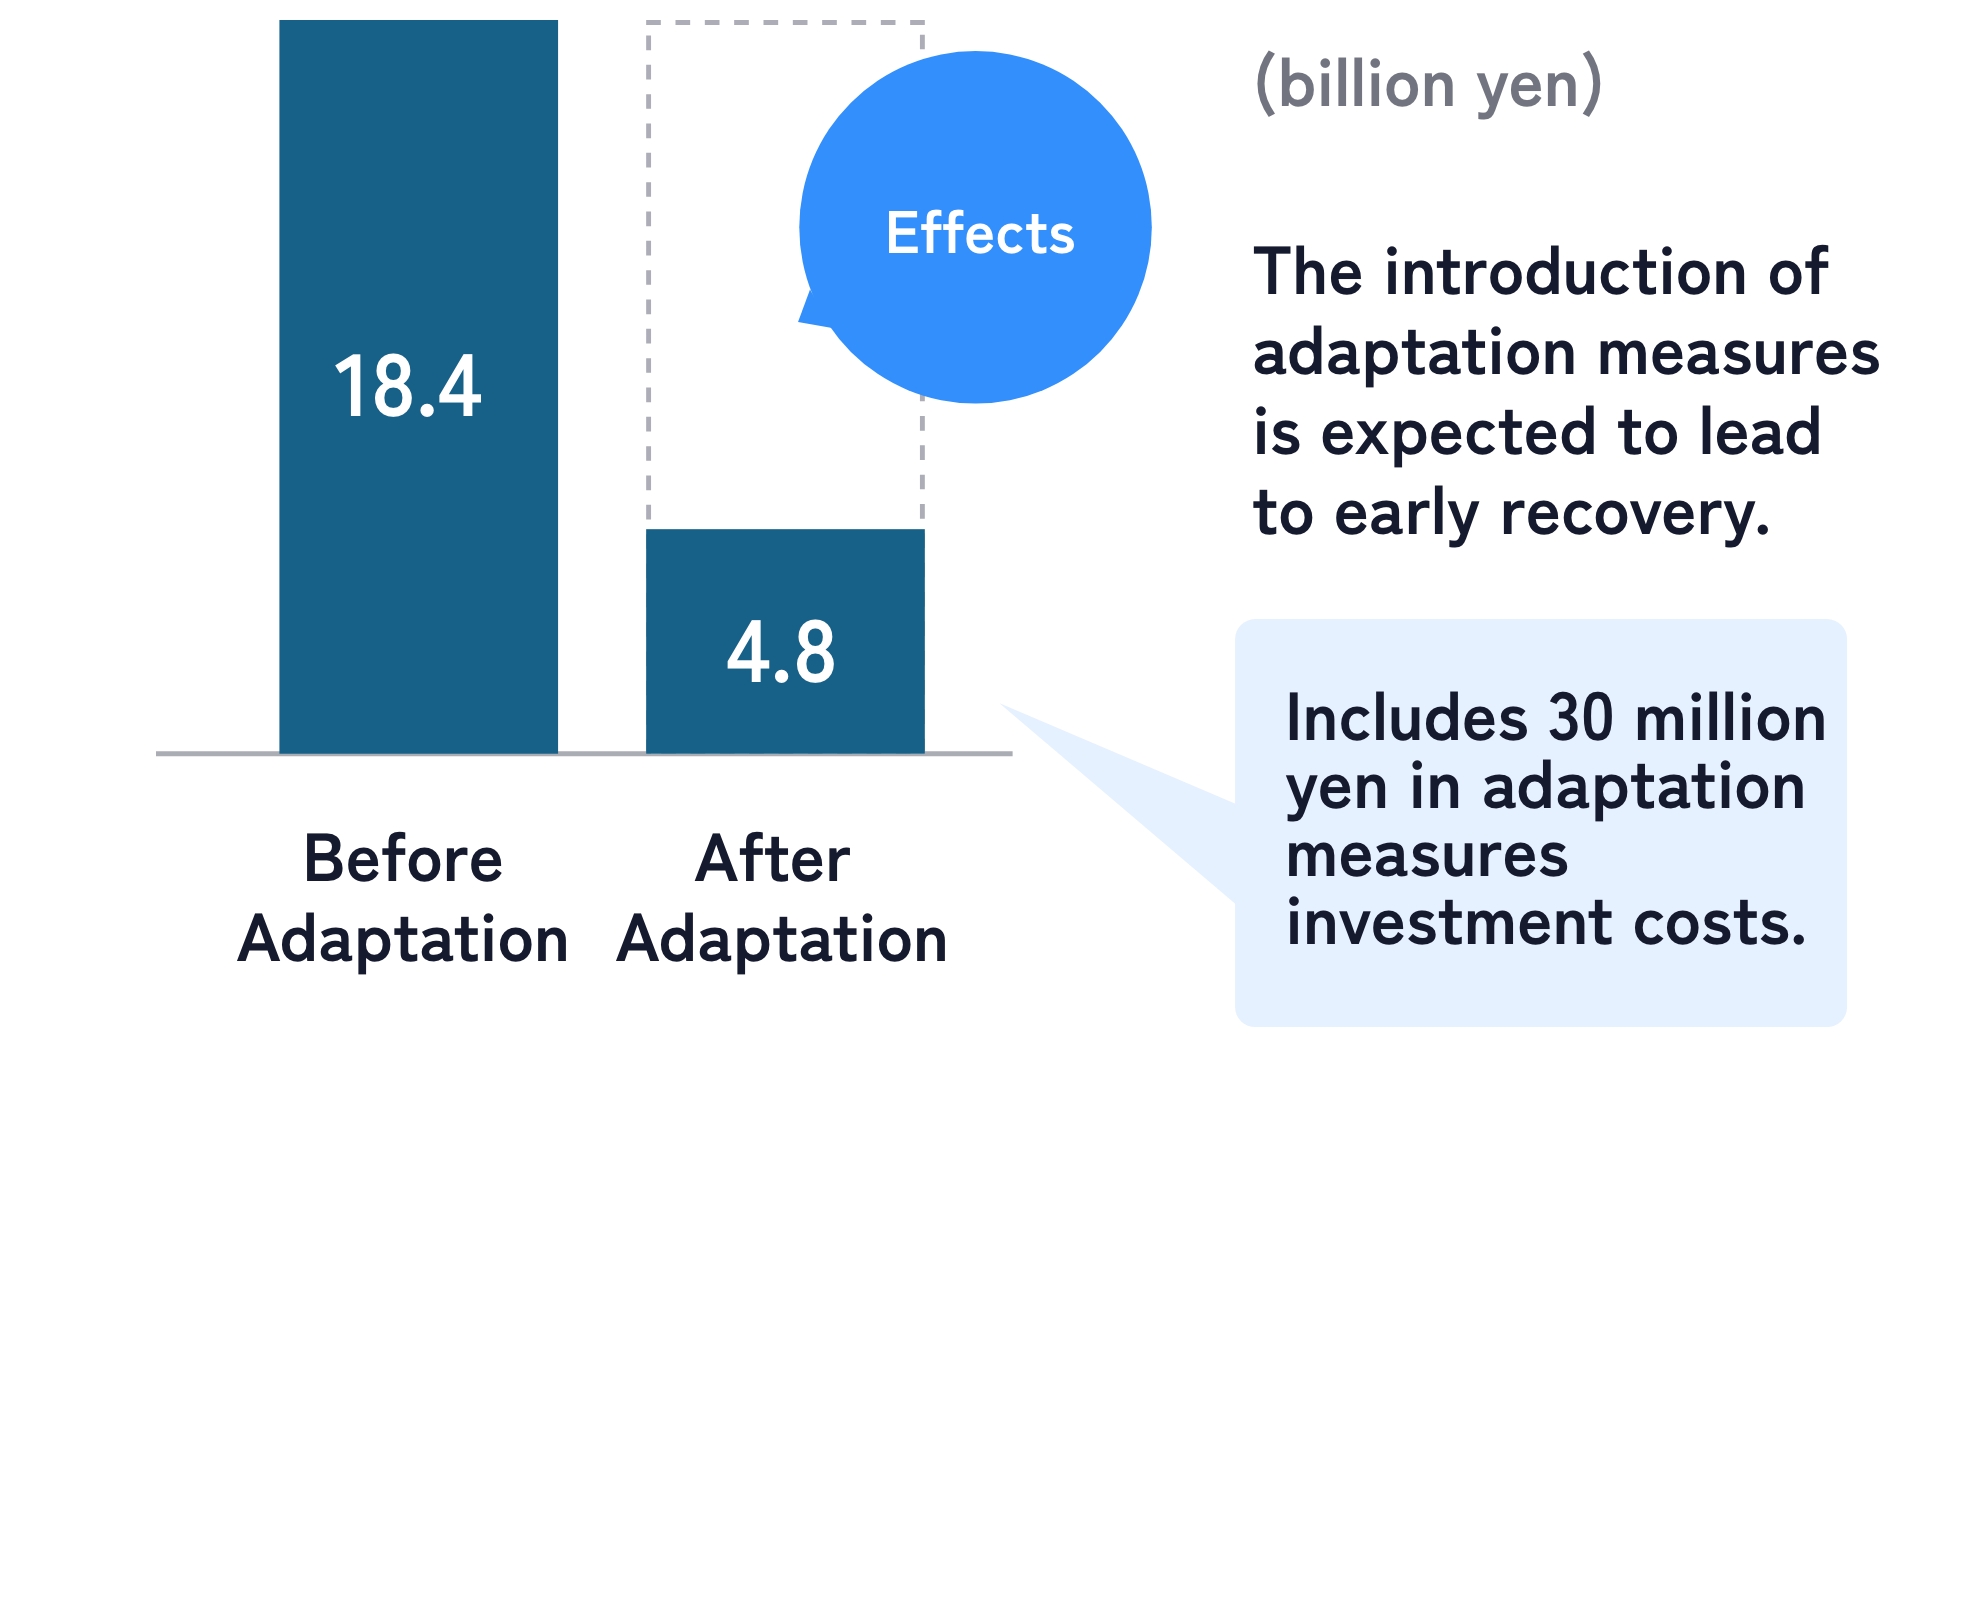 (billion yen)
Effects
The introduction of
adaptation measures
is expected to lead
to early recovery.
18.4
4.8
Includes 30 million
yen in adaptation
measures
investment costs.
Before
Adaptation
After
Adaptation